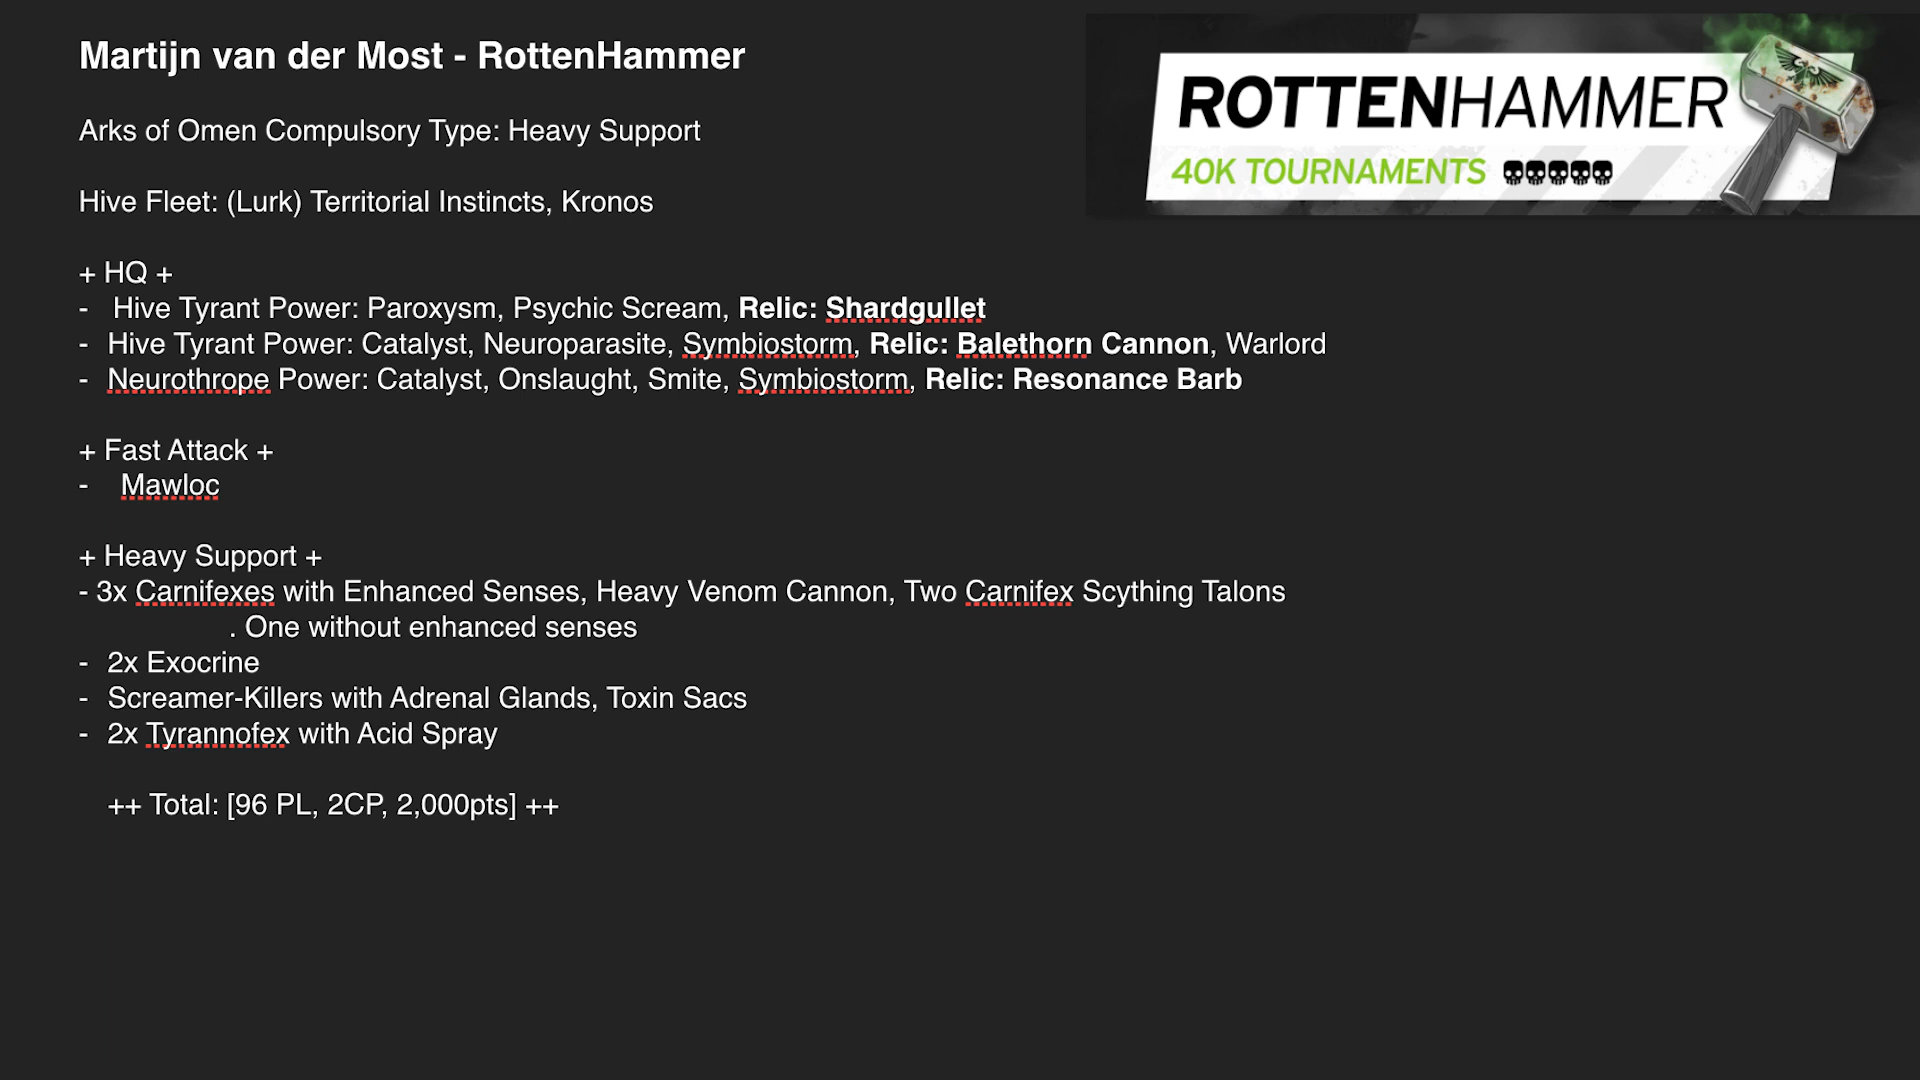 Martijn van der Most - RottenHammer
ROTTENHAMMER
40K TOURNAMENTS
Arks of Omen Compulsory Type: Heavy Support
Hive Fleet: (Lurk) Territorial Instincts, Kronos
+ HQ +
- Hive Tyrant Power: Paroxysm, Psychic Scream, Relic: Shardgullet
- Hive Tyrant Power: Catalyst, Neuroparasite, Symbiostorm, Relic: Balethorn Cannon, Warlord
- Neurothrope Power: Catalyst, Onslaught, Smite, Symbiostorm, Relic: Resonance Barb
+ Fast Attack +
- Mawloc
+ Heavy Support +
- 3x Carnifexes with Enhanced Senses, Heavy Venom Cannon, Two Carnifex Scything Talons
. One without enhanced senses
- 2x Exocrine
- Screamer-Killers with Adrenal Glands, Toxin Sacs
- 2x Tyrannofex with Acid Spray
++ Total: [96 PL, 2CP, 2,000pts] ++